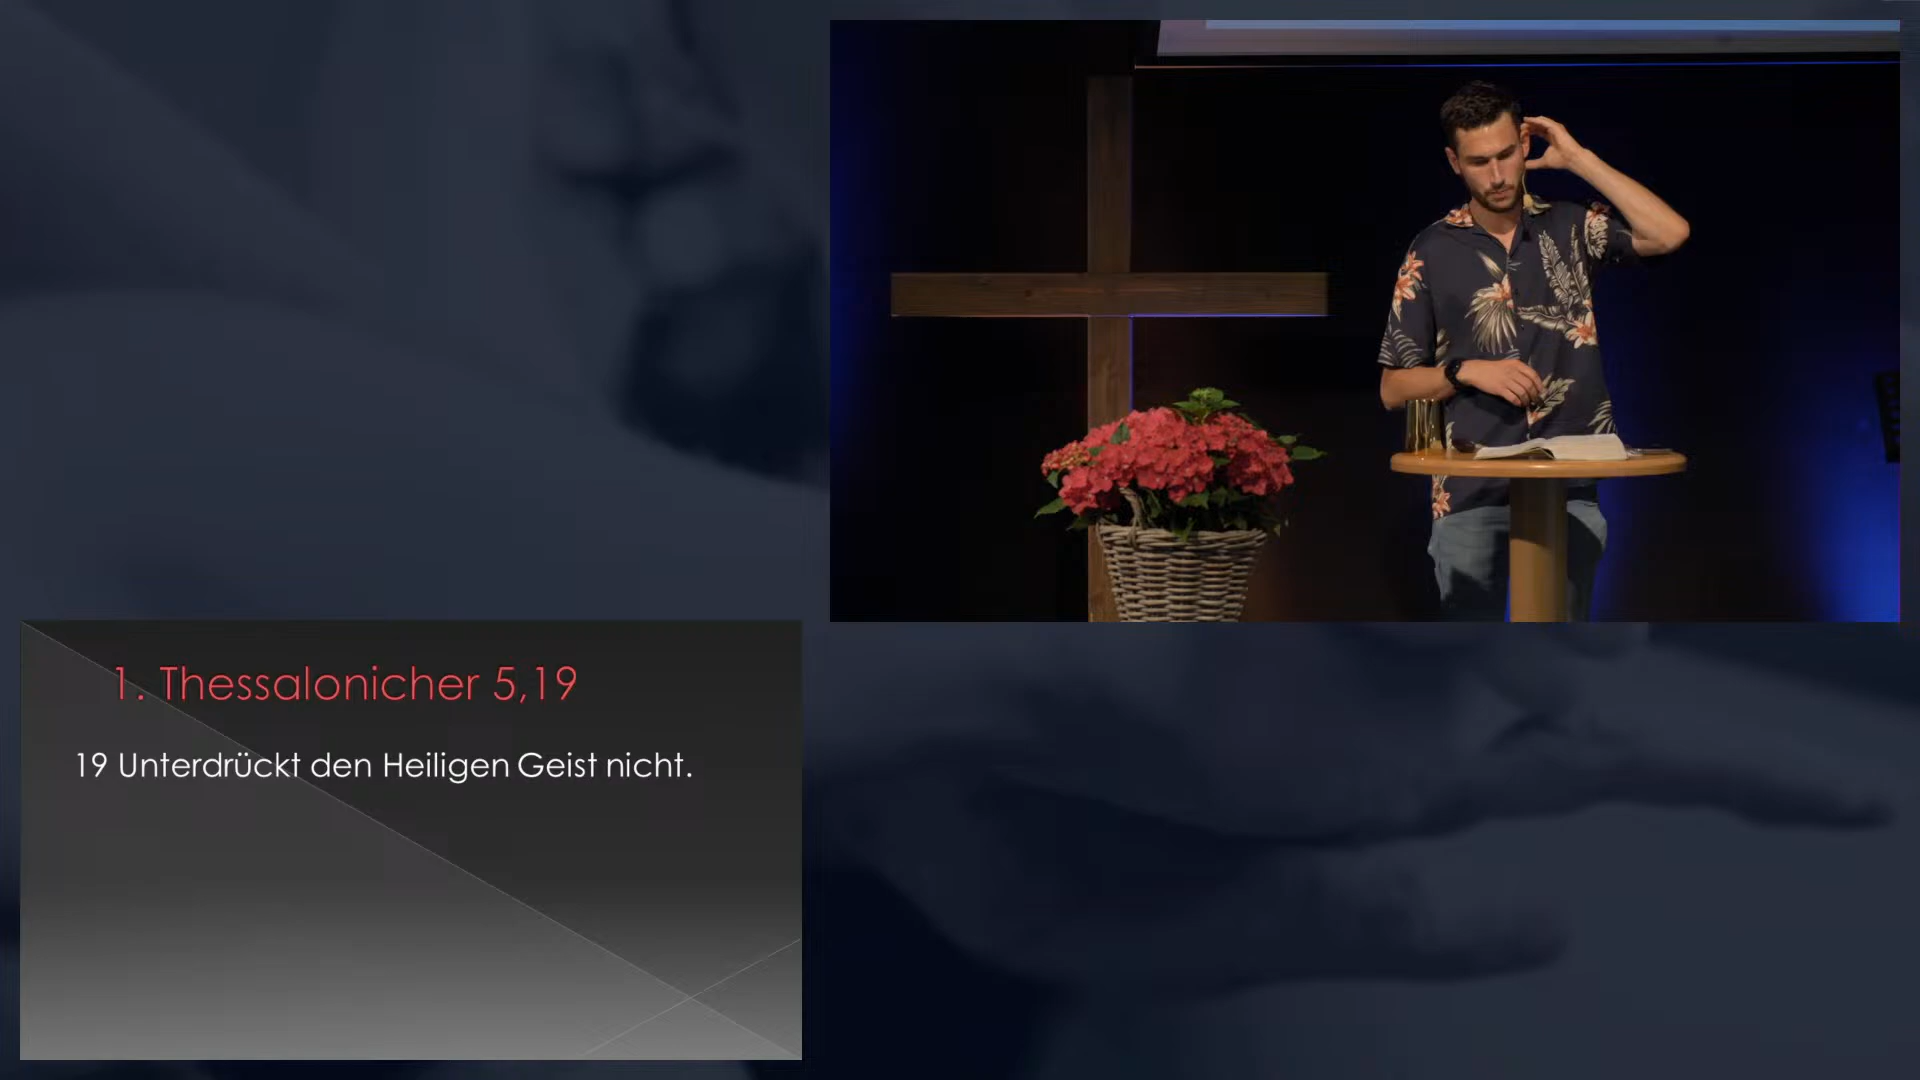 1. Thessalonicher 5,19
19 Unterdrückt den Heiligen Geist nicht.